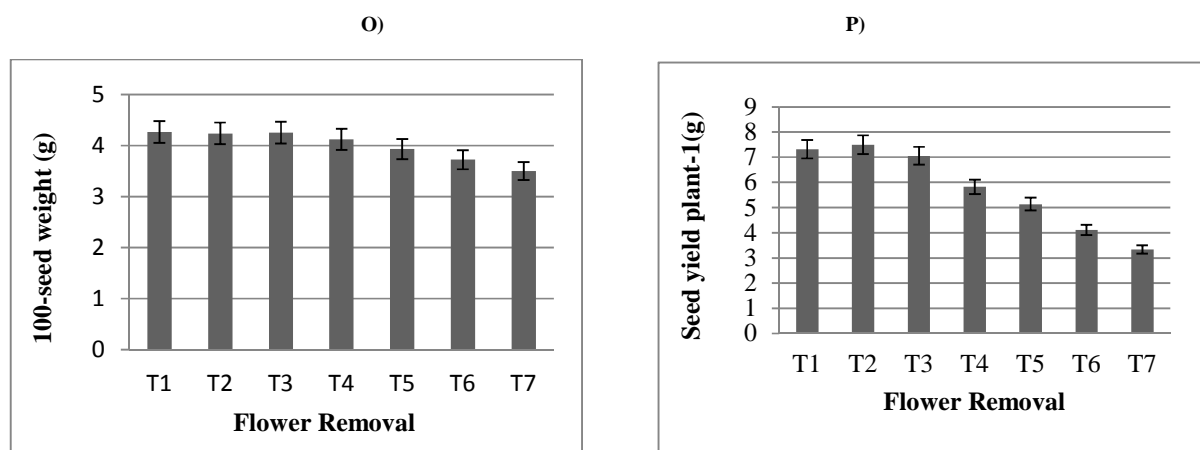 O)
P)
100-seed weight (g)
5
4
3
2
1
0
T1 T2 T3 T4 T5 T6 T7
Flower Removal
Seed yield plant-1(g)
9
8
7
6
5
4
3
2
1
0
T1 T2 T3 T4 T5 T6 T7
Flower Removal